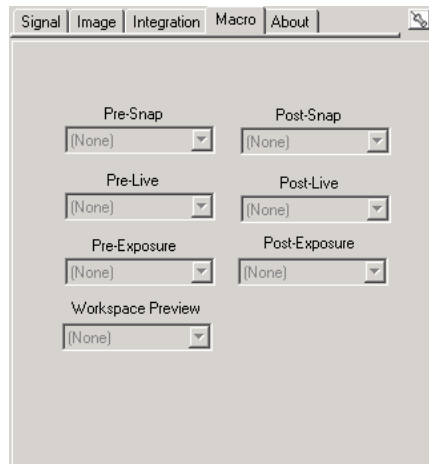 Signal Image Integration Macro About
Pre-Snap Post-Snap
(None) (None)
Pre-Live Post-Live
(None) (None)
Pre-Exposure Post-Exposure
(None) (None)
Workspace Preview
(None)